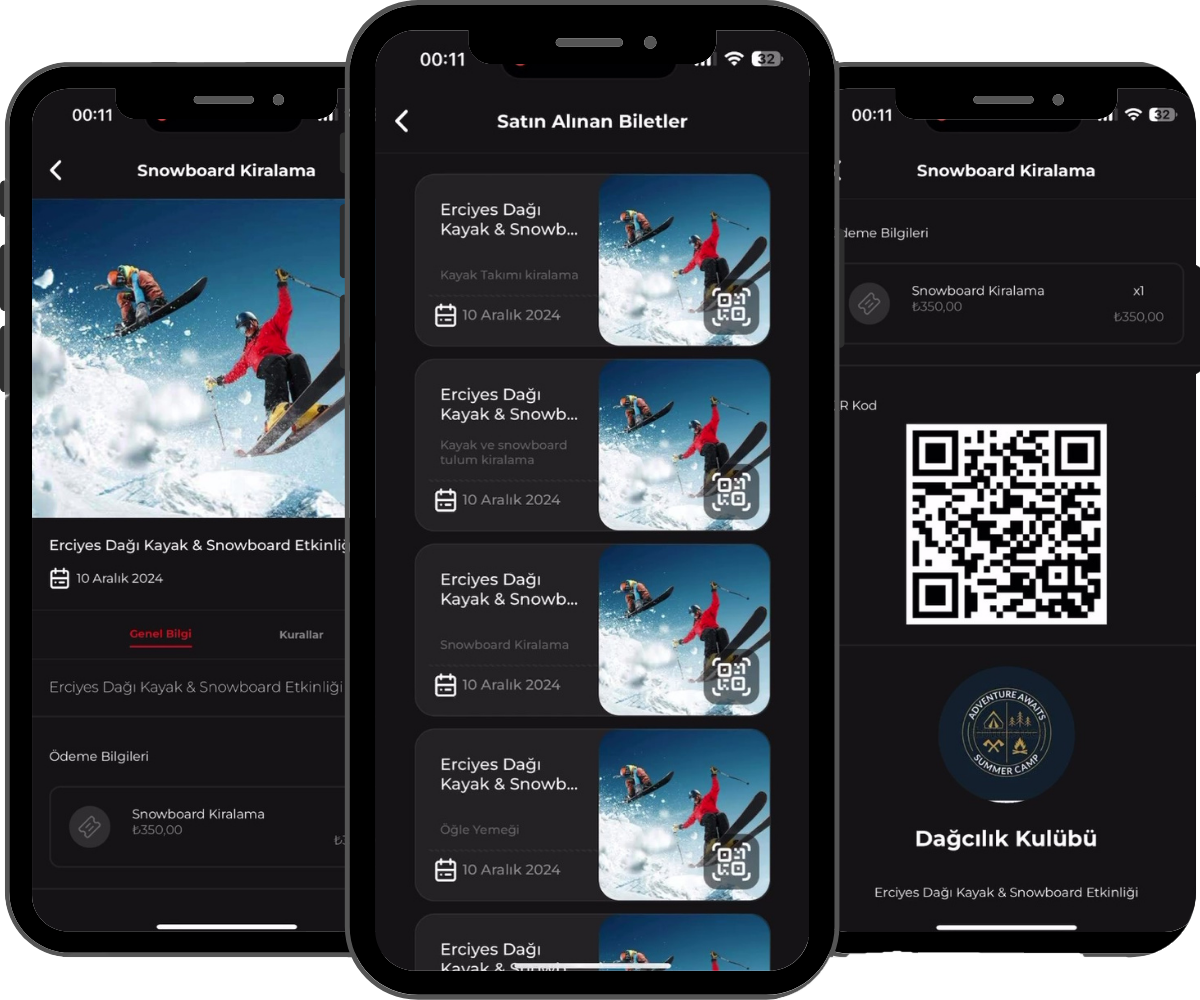 00:11
Snowboard Kiralama
Erciyes Dağı Kayak & Snowboard Etkinliğ
10 Aralık 2024
Genel Bilgi
Kurallar
Erciyes Dağı Kayak & Snowboard Etkinliği
Ödeme Bilgileri
Snowboard Kiralama
₺350,00
₺3
00:11
32
Satın Alınan Biletler
Erciyes Dağı
Kayak & Snowb...
Kayak Takımı kiralama
10 Aralık 2024
Erciyes Dağı
Kayak & Snowb...
Kayak ve snowboard
tulum kiralama
10 Aralık 2024
Erciyes Dağı
Kayak & Snowb...
Snowboard Kiralama
10 Aralık 2024
Erciyes Dağı
Kayak & Snowb...
Öğle Yemeği
10 Aralık 2024
Erciyes Dağı
Kayak & Snowb...
00:11
32
Snowboard Kiralama
deme Bilgileri
Snowboard Kiralama
x1
₺350,00
₺350,00
R Kod
ADVENTURE AWAITS
SUMMER CAMP
Dağcılık Kulübü
Erciyes Dağı Kayak & Snowboard Etkinliği